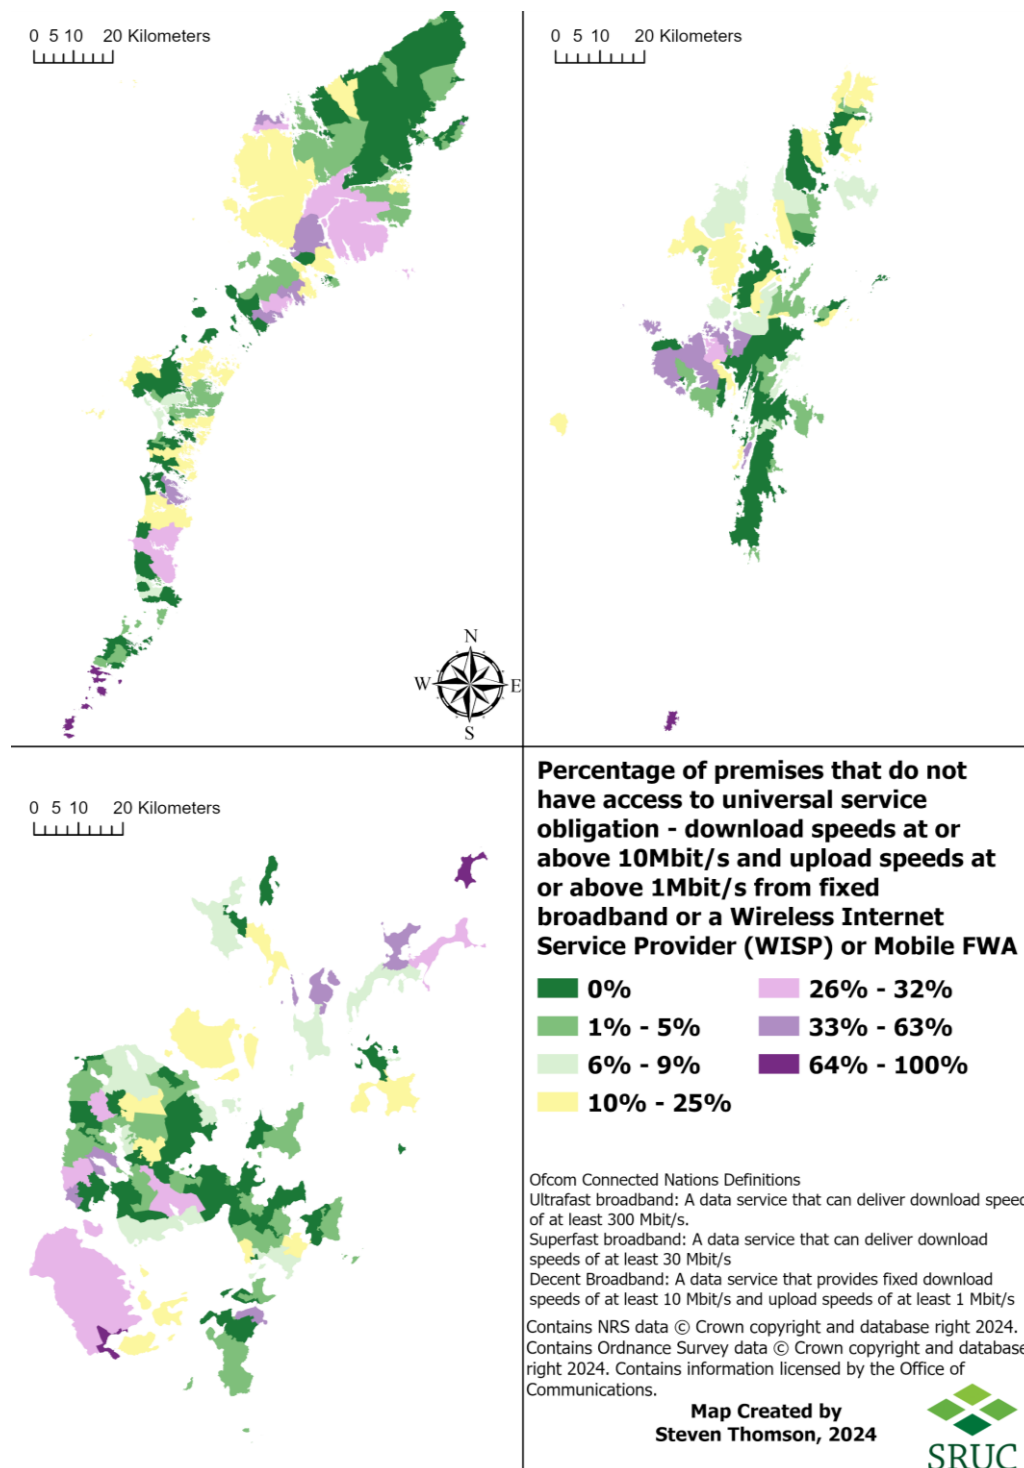 0 5 10 20 Kilometers
0 5 10 20 Kilometers
N
W E
S
0 5 10 20 Kilometers
Percentage of premises that do not
have access to universal service
obligation - download speeds at or
above 10Mbit/s and upload speeds at
or above 1Mbit/s from fixed
broadband or a Wireless Internet
Service Provider (WISP) or Mobile FWA
0% 26% - 32%
1% - 5% 33% - 63%
6% - 9% 64% - 100%
10% - 25%
Ofcom Connected Nations Definitions
Ultrafast broadband: A data service that can deliver download speed
of at least 300 Mbit/s.
Superfast broadband: A data service that can deliver download
speeds of at least 30 Mbit/s
Decent Broadband: A data service that provides fixed download
speeds of at least 10 Mbit/s and upload speeds of at least 1 Mbit/s
Contains NRS data © Crown copyright and database right 2024.
Contains Ordnance Survey data © Crown copyright and database
right 2024. Contains information licensed by the Office of
Communications.
Map Created by
Steven Thomson, 2024
SRUC